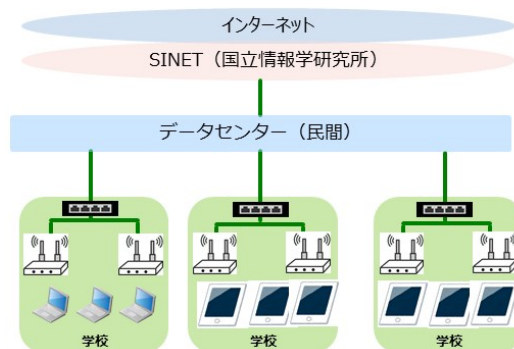 インターネット
SINET（国立情報学研究所）
データセンター（民間）
学校
学校
学校